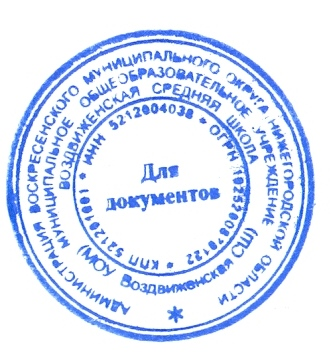 АДМИНИСТРАЦИЯ ВОСКРЕСЕНСКОГО МУНИЦИПАЛЬНОГО ОКРУГА НИЖЕГОРОДСКОЙ ОБЛАСТИ
МУНИЦИПАЛЬНОЕ ОБЩЕОБРАЗОВАТЕЛЬНОЕ УЧРЕЖДЕНИЕ
ВОЗДВИЖЕНСКАЯ СРЕДНЯЯ ШКОЛА
(МОУ Воздвиженская СШ)
* КПП 521201001 * ИНН 5212004038 * ОГРН
Для
документов